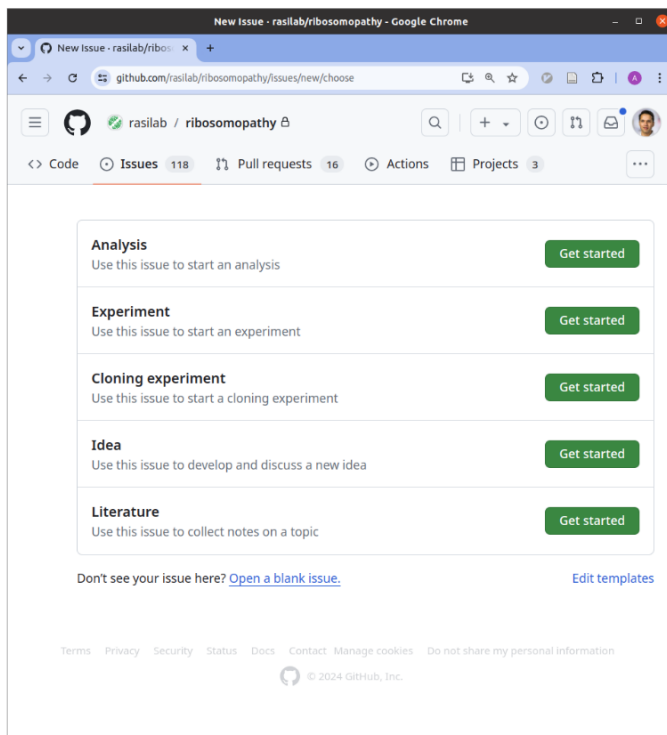 New Issue · rasilab/ribosomopathy - Google Chrome
New Issue · rasilab/ribos
github.com/rasilab/ribosomopathy/issues/new/choose
A
rasilab / ribosomopathy
Code Issues 118 Pull requests 16 Actions Projects 3
Analysis
Use this issue to start an analysis
Get started
Experiment
Use this issue to start an experiment
Get started
Cloning experiment
Use this issue to start a cloning experiment
Get started
Idea
Use this issue to develop and discuss a new idea
Get started
Literature
Use this issue to collect notes on a topic
Get started
Don't see your issue here? Open a blank issue. Edit templates
Terms Privacy Security Status Docs Contact Manage cookies Do not share my personal information
© 2024 GitHub, Inc.